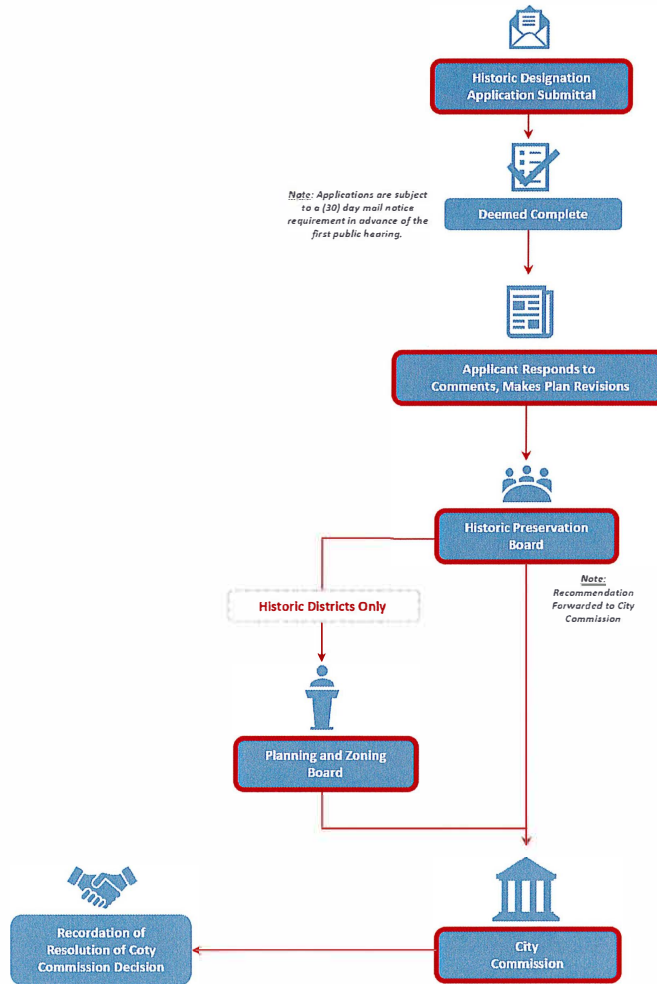 Historic Designation
Application Submittal
Note: Applications are subject
to a (30) day mail notice
requirement in advance of the
first public hearing.
Deemed Complete
Applicant Responds to
Comments, Makes Plan Revisions
Historic Preservation
Board
Note:
Recommendation
Forwarded to City
Commission
Historic Districts Only
Planning and Zoning
Board
Recordation of
Resolution of Coty
Commission Decision
City
Commission